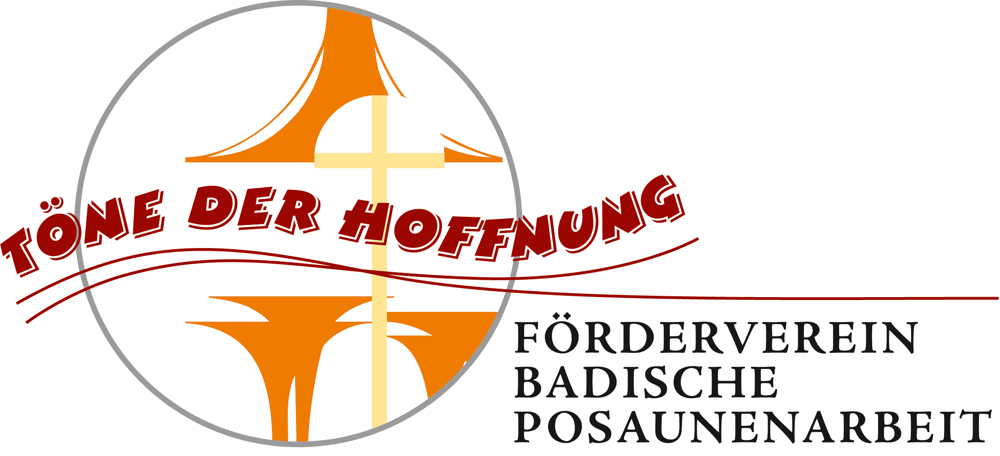 TÖNE DER HOFFNUNG
FÖRDERVEREIN
BADISCHE
POSAUNENARBEIT